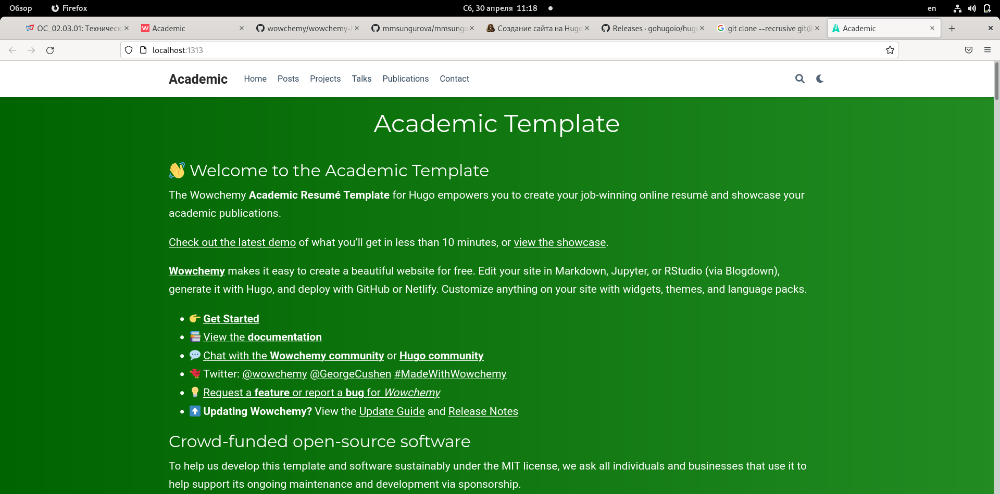 Обзор Firefox Сб, 30 апреля 11:18 en
ОС_02.03.01: Техническа Academic wowchemy/wowchemy-h mmsungurova/mmsungu Создание сайта на Hugo Releases · gohugoio/hugo git clone --recrusive git@ Academic
localhost:1313
Academic Home Posts Projects Talks Publications Contact
Academic Template
👋 Welcome to the Academic Template
The Wowchemy Academic Resumé Template for Hugo empowers you to create your job-winning online resumé and showcase your
academic publications.
Check out the latest demo of what you’ll get in less than 10 minutes, or view the showcase.
Wowchemy makes it easy to create a beautiful website for free. Edit your site in Markdown, Jupyter, or RStudio (via Blogdown),
generate it with Hugo, and deploy with GitHub or Netlify. Customize anything on your site with widgets, themes, and language packs.
• 👉 Get Started
• 📚 View the documentation
• 💬 Chat with the Wowchemy community or Hugo community
• 🐦 Twitter: @wowchemy @GeorgeCushen #MadeWithWowchemy
• 💡 Request a feature or report a bug for Wowchemy
• ⬆️ Updating Wowchemy? View the Update Guide and Release Notes
Crowd-funded open-source software
To help us develop this template and software sustainably under the MIT license, we ask all individuals and businesses that use it to
help support its ongoing maintenance and development via sponsorship.